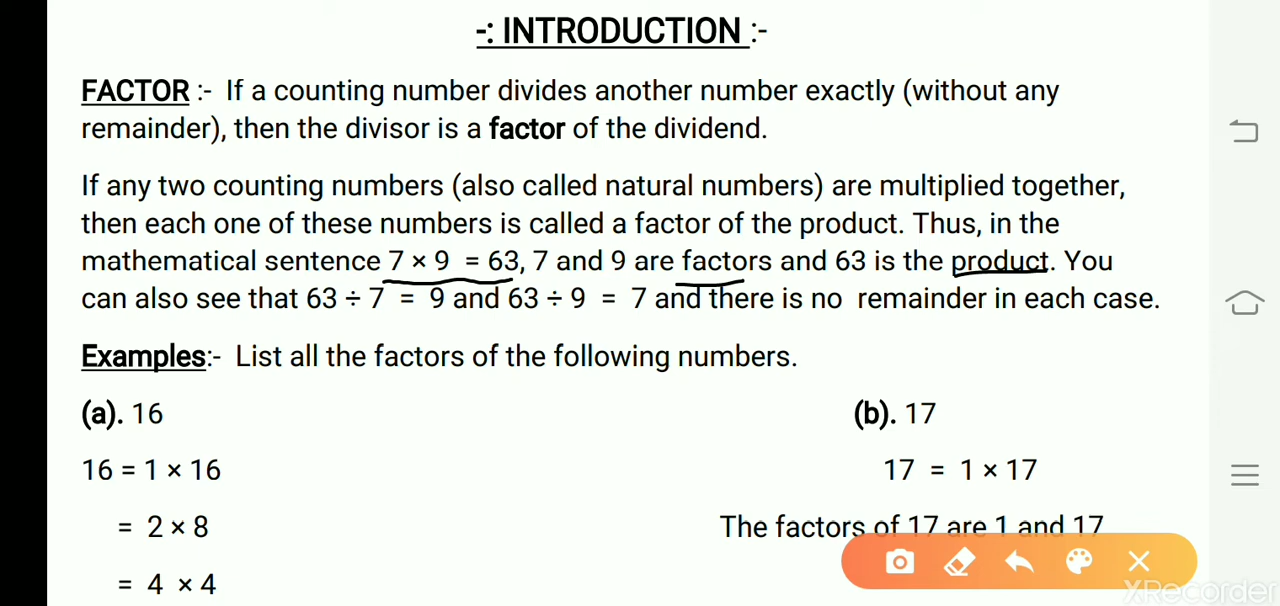 -: INTRODUCTION :-
FACTOR :- If a counting number divides another number exactly (without any
remainder), then the divisor is a factor of the dividend.
If any two counting numbers (also called natural numbers) are multiplied together,
then each one of these numbers is called a factor of the product. Thus, in the
mathematical sentence 7 × 9 = 63, 7 and 9 are factors and 63 is the product. You
can also see that 63 ÷ 7 = 9 and 63 ÷ 9 = 7 and there is no remainder in each case.
Examples:- List all the factors of the following numbers.
(a). 16 (b). 17
16 = 1 × 16 17 = 1 × 17
= 2 × 8 The factors of 17 are 1 and 17
= 4 × 4
XRecorder